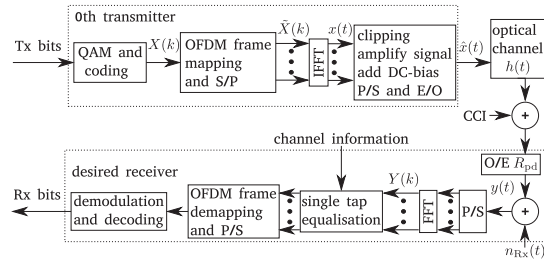 0th transmitter
Tx bits
QAM and
coding
X(k)
OFDM frame
mapping
and S/P
X̃(k)
IFFT
x(t)
clipping
amplify signal
add DC-bias
P/S and E/O
x̂(t)
optical
channel
h(t)
CCI
+
O/E R_pd
y(t)
+
n_Rx(t)
channel information
desired receiver
Rx bits
demodulation
and decoding
OFDM frame
demapping
and P/S
single tap
equalisation
Y(k)
FFT
P/S